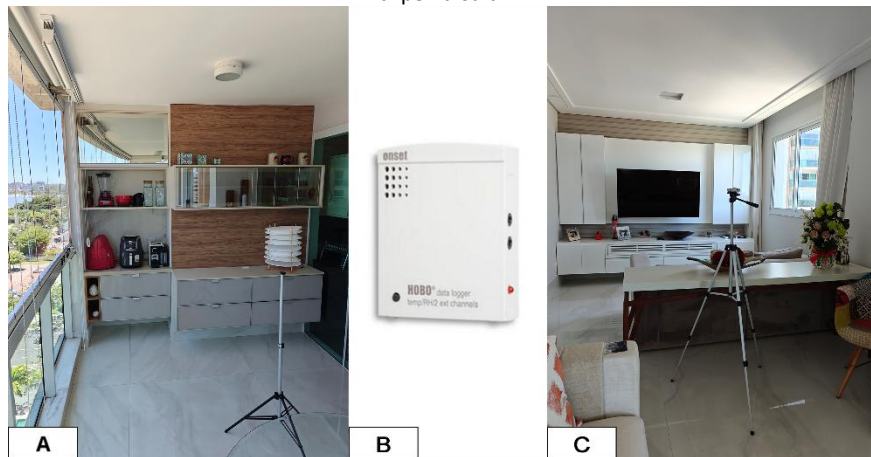 onset
HOBO® data logger
temp/RH/2 ext channels
A
B
C